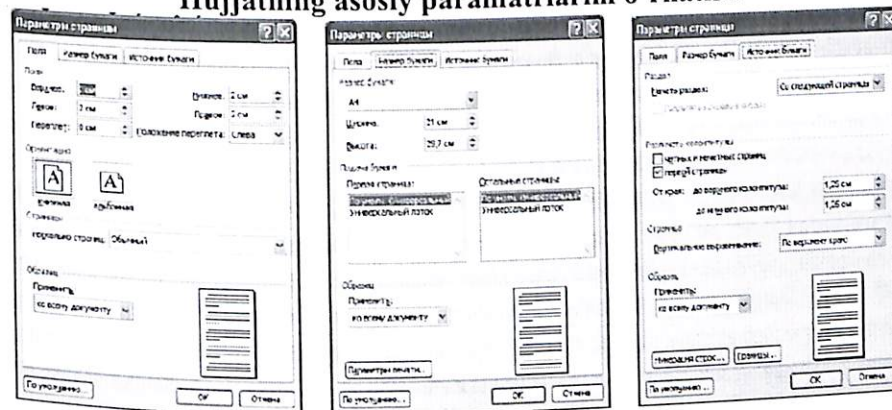 Hujjatning asosiy
Параметры страницы
Поля Размер бумаги Источник бумаги
Поля
Верхнее: Нижнее: 2 см
Левое: 2 см Правое: 2 см
Переплет: 0 см Положение переплета: Слева
Ориентация
книжная альбомная
Страницы
несколько страниц: Обычный
Образец
Применить:
ко всему документу
По умолчанию... ОК Отмена
Параметры страницы
Поля Размер бумаги Источник бумаги
Размер бумаги:
A4
Ширина: 21 см
Высота: 29,7 см
Подача бумаги
Первая страница: Остальные страницы:
Универсальный лоток Универсальный лоток
Образец
Применить:
ко всему документу
Параметры печати...
По умолчанию... ОК Отмена
Параметры страницы
Поля Размер бумаги Источник бумаги
Раздел
Начать раздел: Со следующей страницы
Различать колонтитулы
четных и нечетных страниц
первой страницы
От края: до верхнего колонтитула: 1,25 см
до нижнего колонтитула: 1,25 см
Страница
Вертикальное выравнивание: По верхнему краю
Образец
Применить:
ко всему документу
Нумерация строк... Границы...
По умолчанию... ОК Отмена